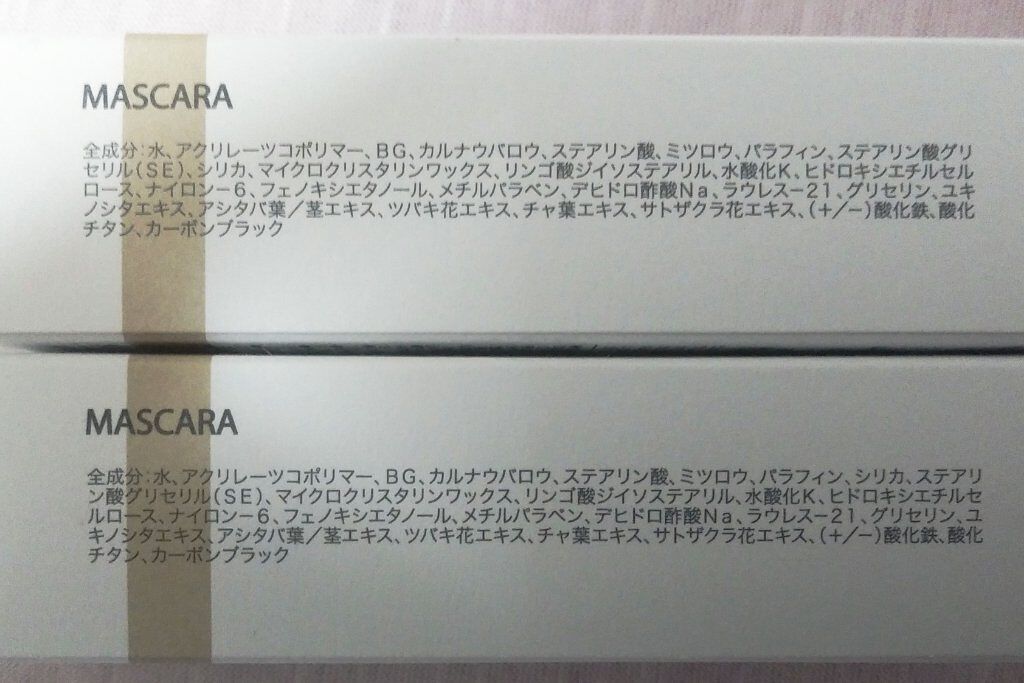 MASCARA
全成分:水、アクリレーツコポリマー、BG、カルナウバロウ、ステアリン酸、ミツロウ、パラフィン、ステアリン酸グリ
セリル(SE)、シリカ、マイクロクリスタリンワックス、リンゴ酸ジイソステアリル、水酸化K、ヒドロキシエチルセル
ロース、ナイロン－6、フェノキシエタノール、メチルパラベン、デヒドロ酢酸Na、ラウレス－21、グリセリン、ユキ
ノシタエキス、アシタバ葉／茎エキス、ツバキ花エキス、チャ葉エキス、サトザクラ花エキス、(＋／－)酸化鉄、酸化
チタン、カーボンブラック
MASCARA
全成分:水、アクリレーツコポリマー、BG、カルナウバロウ、ステアリン酸、ミツロウ、パラフィン、シリカ、ステアリ
ン酸グリセリル(SE)、マイクロクリスタリンワックス、リンゴ酸ジイソステアリル、水酸化K、ヒドロキシエチルセ
ルロース、ナイロン－6、フェノキシエタノール、メチルパラベン、デヒドロ酢酸Na、ラウレス－21、グリセリン、ユ
キノシタエキス、アシタバ葉／茎エキス、ツバキ花エキス、チャ葉エキス、サトザクラ花エキス、(＋／－)酸化鉄、酸化
チタン、カーボンブラック